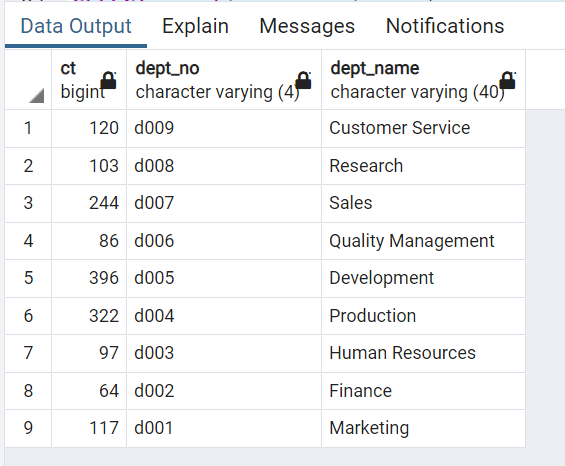 Data Output Explain Messages Notifications
ct dept_no dept_name
bigint character varying (4) character varying (40)
1 120 d009 Customer Service
2 103 d008 Research
3 244 d007 Sales
4 86 d006 Quality Management
5 396 d005 Development
6 322 d004 Production
7 97 d003 Human Resources
8 64 d002 Finance
9 117 d001 Marketing